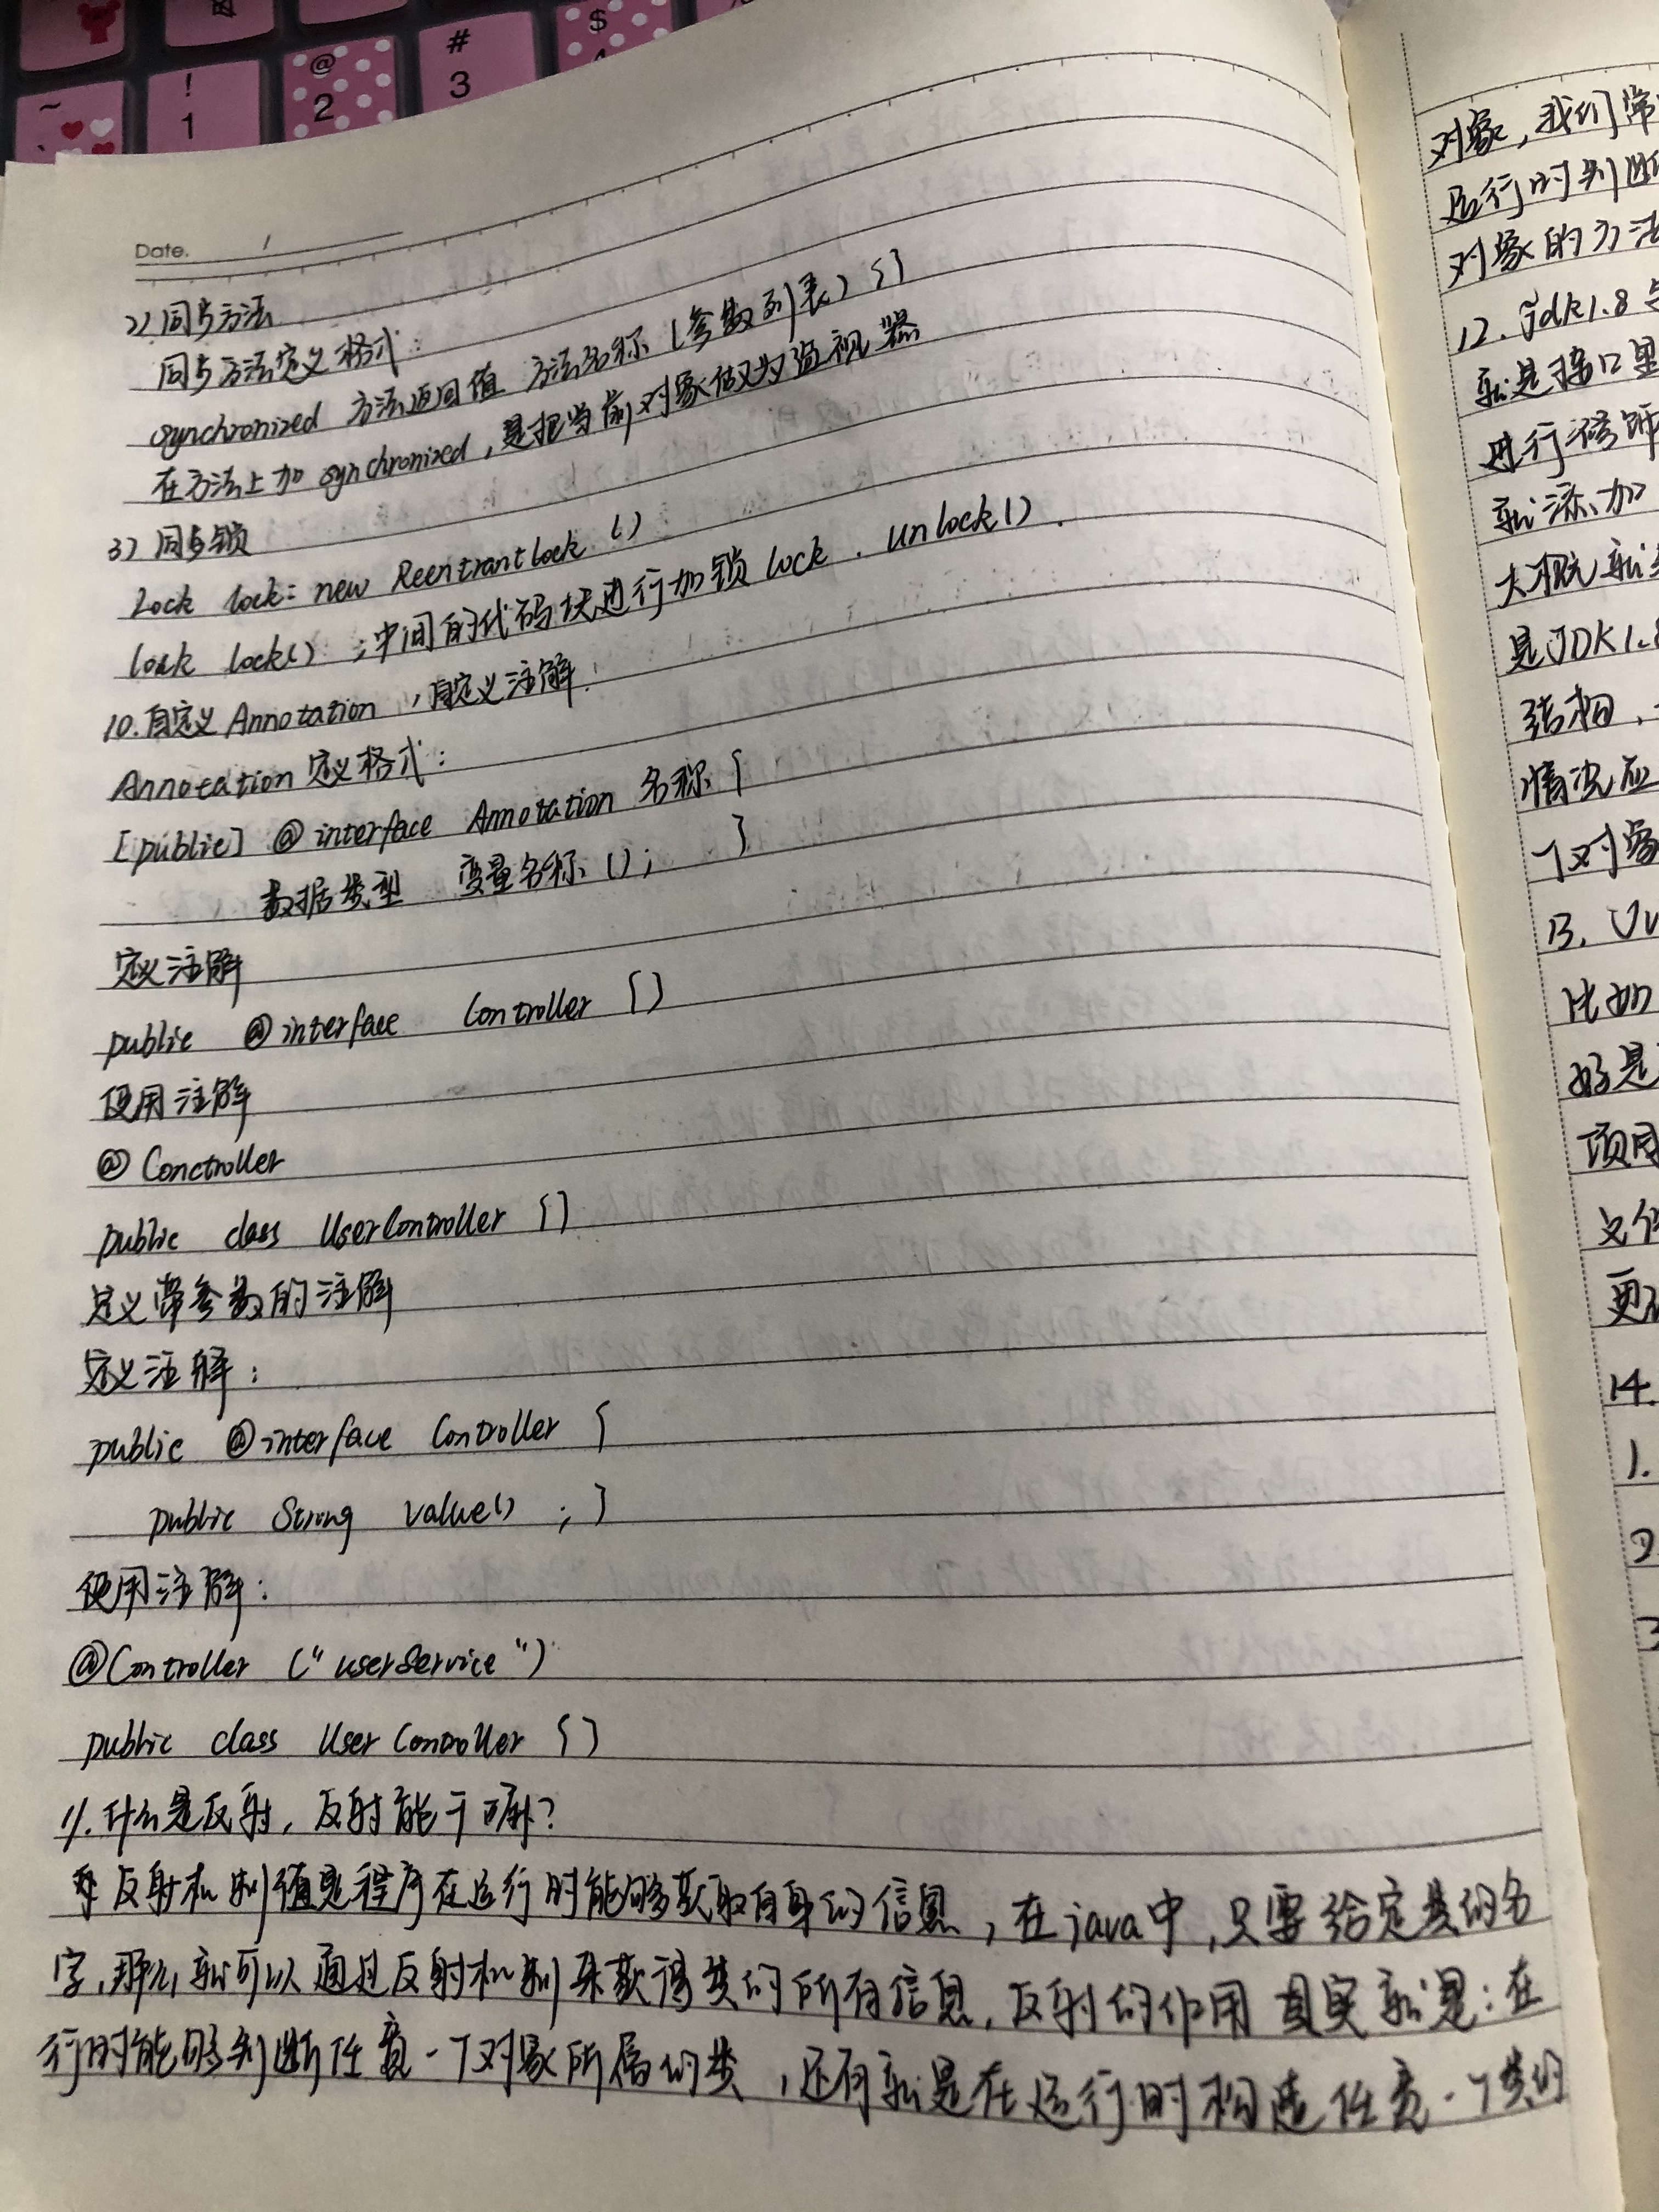 ~
!
1
@
2
#
3
$
Date.
2) 同步方法
同步方法定义格式:
synchronized 方法返回值 方法名称 (参数列表) {}
在方法上加 synchronized, 是把当前对象做为监视器
3) 同步锁
Lock lock = new ReentrantLock ()
lock lock() ; 中间的代码块进行加锁 lock . unlock() .
10. 自定义 Annotation , 自定义注解:
Annotation 定义格式:
[public] @interface Annotation 名称 {
数据类型 变量名称 (); }
定义注解
public @interface Controller {}
使用注解
@Conctroller
public class UserController {}
定义带参数的注解
定义注解:
public @interface Controller {
public String value() ; }
使用注解:
@Controller ("userService")
public class UserController {}
11. 什么是反射, 反射能干嘛?
反射机制值是程序在运行时能够获取自身的信息, 在java中, 只要给定类的名
字, 那么就可以通过反射机制来获该类的所有信息. 反射的作用其实就是: 在
行时能够判断任意一个对象所属的类, 还有就是在运行时构造任意一个类的
对象, 我们常
运行时判断
对象的方法
12. jdk1.8
就是接口里
进行修饰
就添加
大概就
是JDK1.8
结构,
情况应
个对象
13.
比如
好是
项目
文件
更
14.
1.
2
3